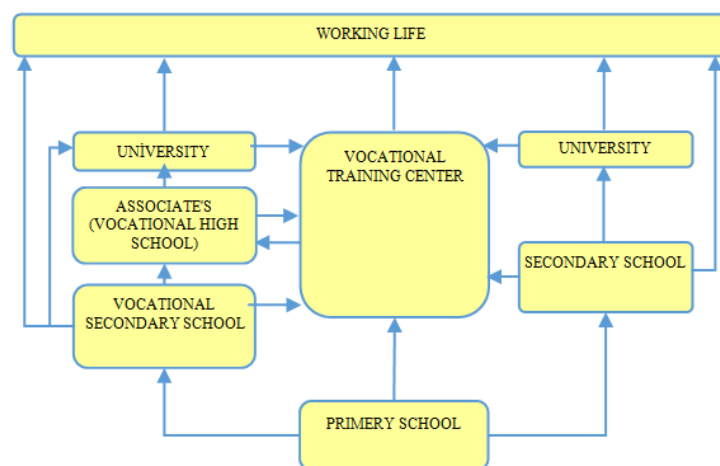 WORKING LIFE
UNİVERSITY
VOCATIONAL
TRAINING CENTER
UNIVERSITY
ASSOCIATE'S
(VOCATIONAL HIGH
SCHOOL)
SECONDARY SCHOOL
VOCATIONAL
SECONDARY SCHOOL
PRIMERY SCHOOL